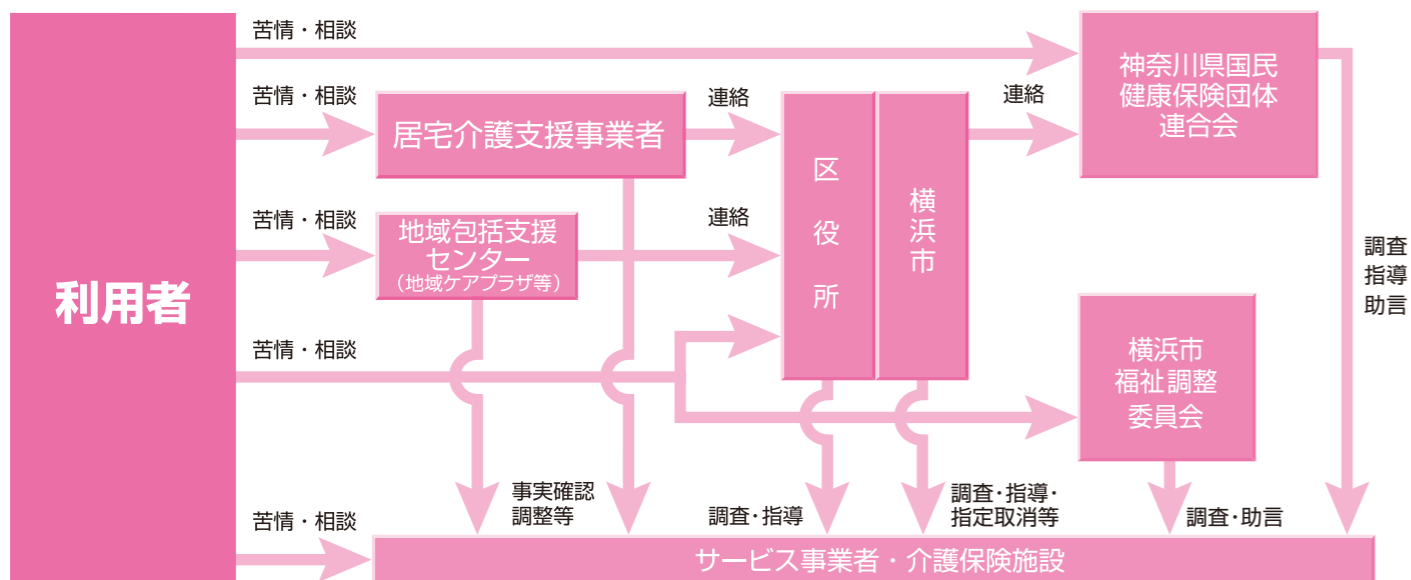 利用者
苦情・相談
苦情・相談
苦情・相談
苦情・相談
苦情・相談
居宅介護支援事業者
地域包括支援
センター
（地域ケアプラザ等）
連絡
連絡
区役所
横浜市
連絡
神奈川県国民
健康保険団体
連合会
横浜市
福祉調整
委員会
調査
指導
助言
事実確認
調整等
調査・指導
調査・指導・
指定取消等
調査・助言
サービス事業者・介護保険施設